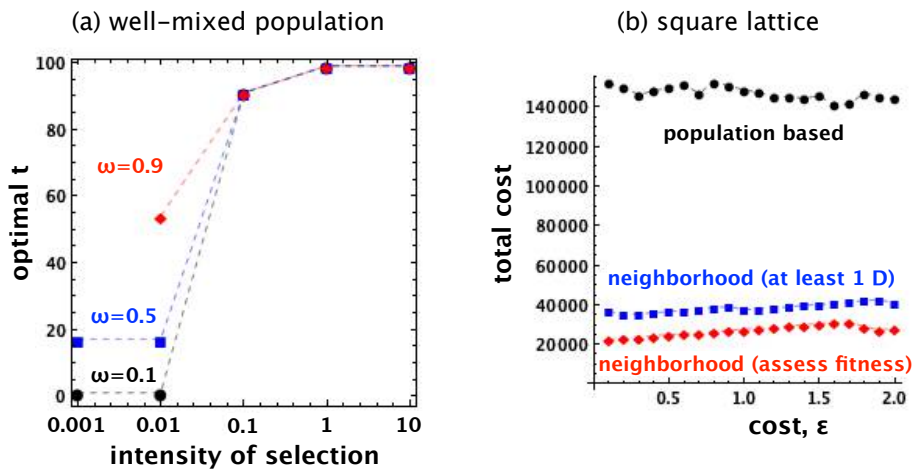 (a) well-mixed population
optimal t
100
80
60
40
20
0
ω=0.9
ω=0.5
ω=0.1
0.001 0.01 0.1 1 10
intensity of selection
(b) square lattice
total cost
140000
120000
100000
80000
60000
40000
20000
population based
neighborhood (at least 1 D)
neighborhood (assess fitness)
0.5 1.0 1.5 2.0
cost, ε